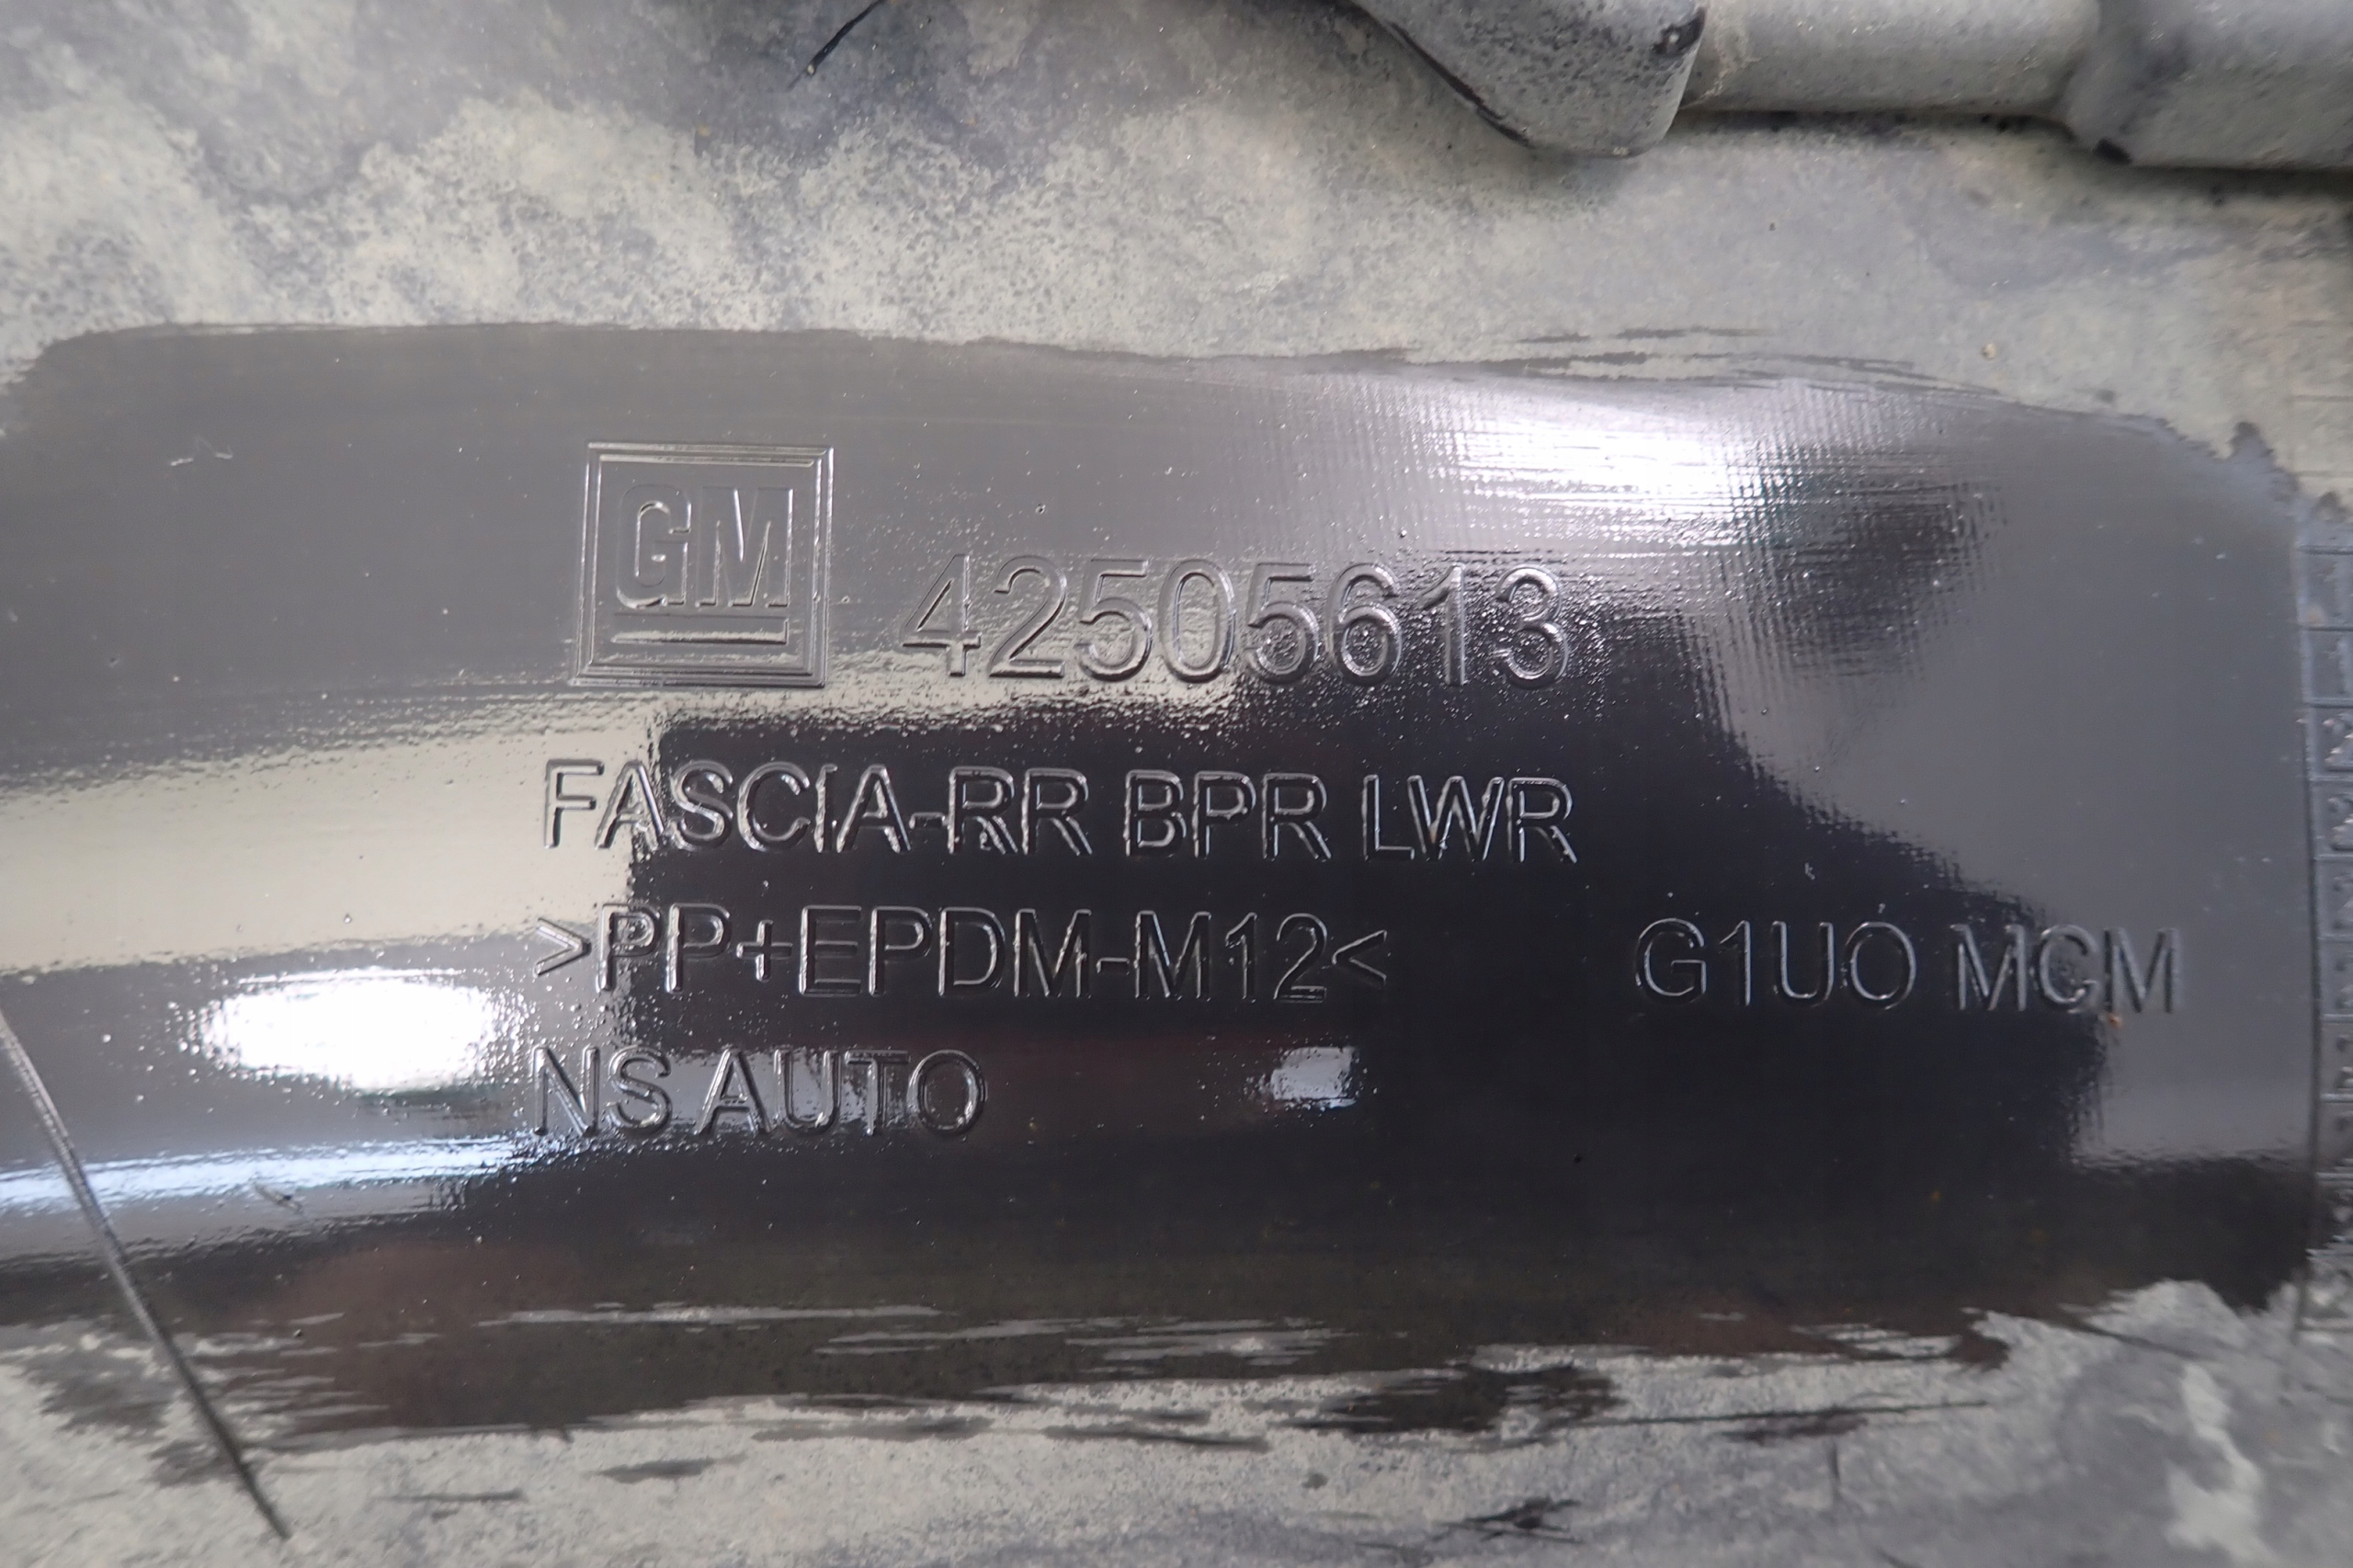 GM 42505613
FASCIA-RR BPR LWR
>PP+EPDM-M12< G1UO MCM
NS AUTO